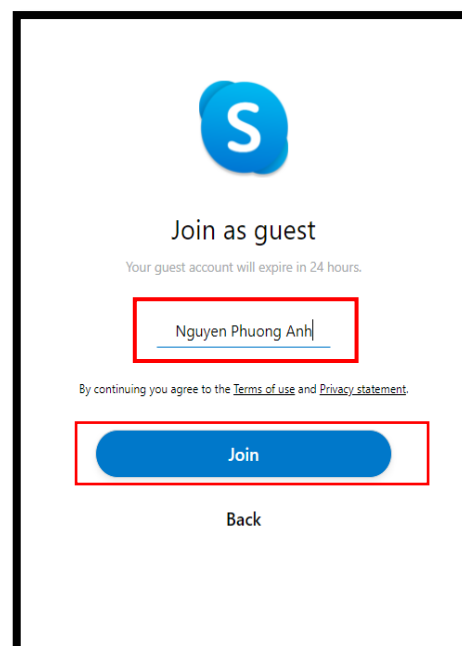 S
Join as guest
Your guest account will expire in 24 hours.
Nguyen Phuong Anh
By continuing you agree to the Terms of use and Privacy statement.
Join
Back